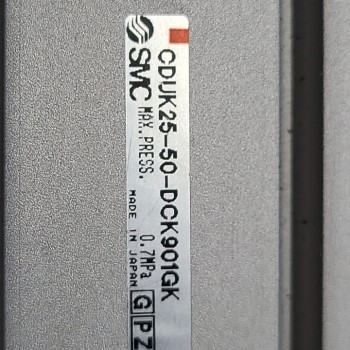 CDUK25-50-DCK901GK
SMC MAX.PRESS. 0.7MPa
MADE IN JAPAN G P Z